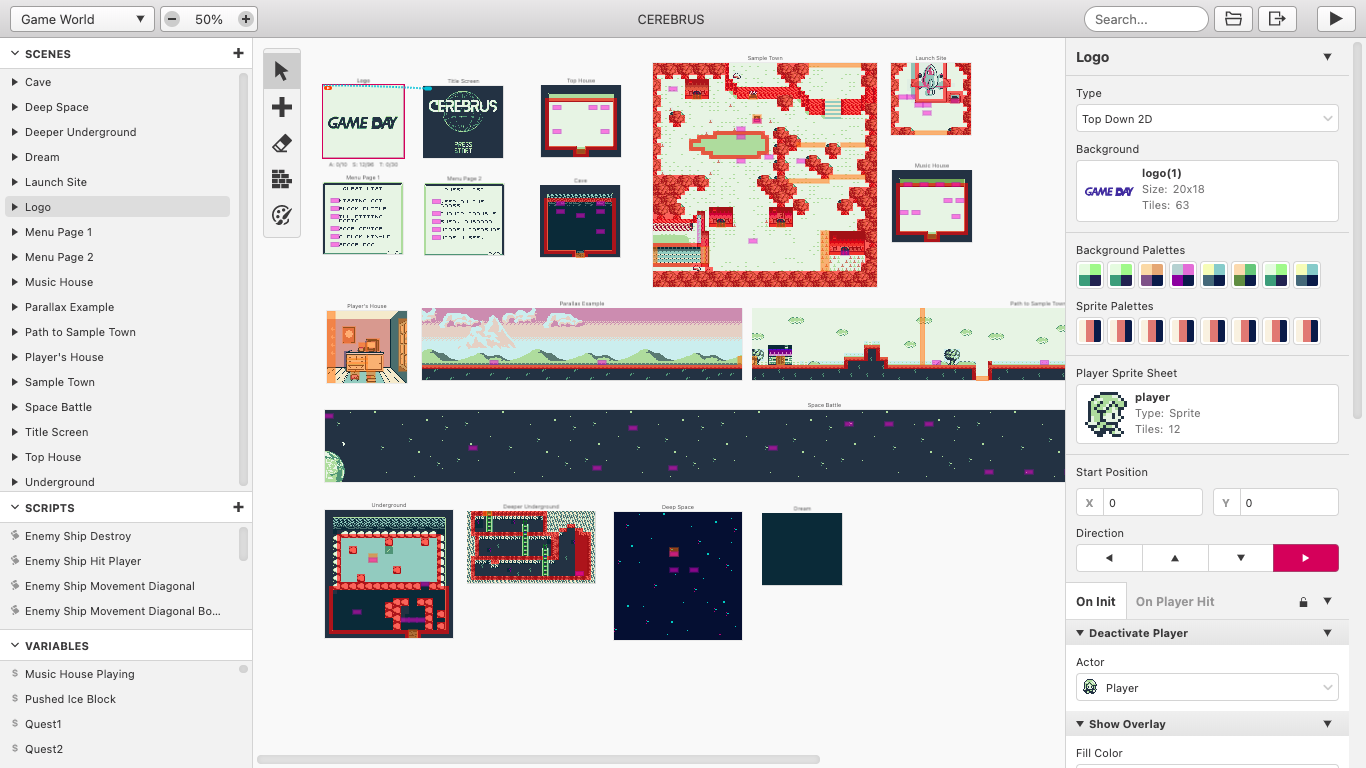 Game World
50%
CEREBRUS
Search...
SCENES
Cave
Deep Space
Deeper Underground
Dream
Launch Site
Logo
Menu Page 1
Menu Page 2
Music House
Parallax Example
Path to Sample Town
Player's House
Sample Town
Space Battle
Title Screen
Top House
Underground
SCRIPTS
Enemy Ship Destroy
Enemy Ship Hit Player
Enemy Ship Movement Diagonal
Enemy Ship Movement Diagonal Bo...
VARIABLES
$ Music House Playing
$ Pushed Ice Block
$ Quest1
$ Quest2
Logo
GAME DAY
Title Screen
CEREBRUS
PRESS
START
Top House
Sample Town
Launch Site
Menu Page 1
Menu Page 2
Cave
Music House
Player's House
Parallax Example
Path to Sample Town
Space Battle
Underground
Deeper Underground
Deep Space
Dream
Logo
Type
Top Down 2D
Background
GAME DAY
logo(1)
Size: 20x18
Tiles: 63
Background Palettes
Sprite Palettes
Player Sprite Sheet
player
Type: Sprite
Tiles: 12
Start Position
X 0
Y 0
Direction
On Init
On Player Hit
Deactivate Player
Actor
Player
Show Overlay
Fill Color